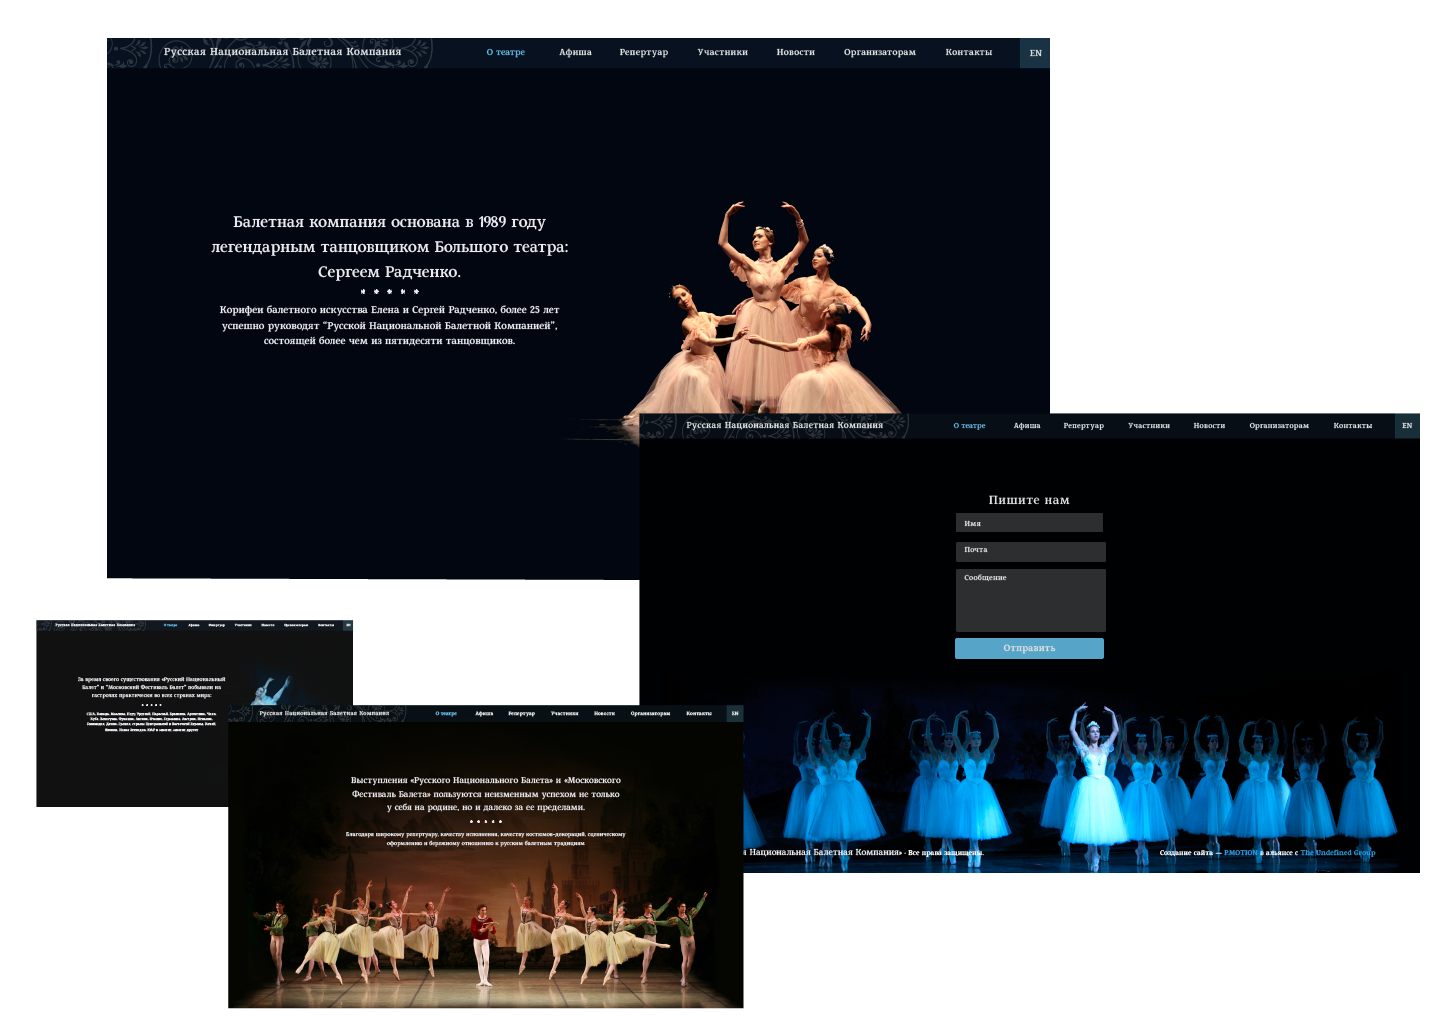 Русская Национальная Балетная Компания
О театре Афиша Репертуар Участники Новости Организаторам Контакты EN
Балетная компания основана в 1989 году
легендарным танцовщиком Большого театра:
Сергеем Радченко.
* * * * *
Корифеи балетного искусства Елена и Сергей Радченко, более 25 лет
успешно руководят "Русской Национальной Балетной Компанией",
состоящей более чем из пятидесяти танцовщиков.
Русская Национальная Балетная Компания
О театре Афиша Репертуар Участники Новости Организаторам Контакты EN
Пишите нам
Имя
Почта
Сообщение
Отправить
Национальная Балетная Компания» - Все права защищены.
Создание сайта — P.MOTION в альянсе с The Undefined Group
Русская Национальная Балетная Компания
О театре Афиша Репертуар Участники Новости Организаторам Контакты EN
За время своего существования «Русский Национальный
Балет" и "Московский Фестиваль Балет" побывали на
гастролях практически во всех странах мира:
* * * * *
Русская Национальная Балетная Компания
О театре Афиша Репертуар Участники Новости Организаторам Контакты EN
Выступления «Русского Национального Балета» и «Московского
Фестиваль Балета» пользуются неизменным успехом не только
у себя на родине, но и далеко за ее пределами.
* * * * *
Благодаря широкому репертуару, качеству исполнения, качеству костюмов-декораций, сценическому
оформлению и бережному отношению к русским балетным традициям